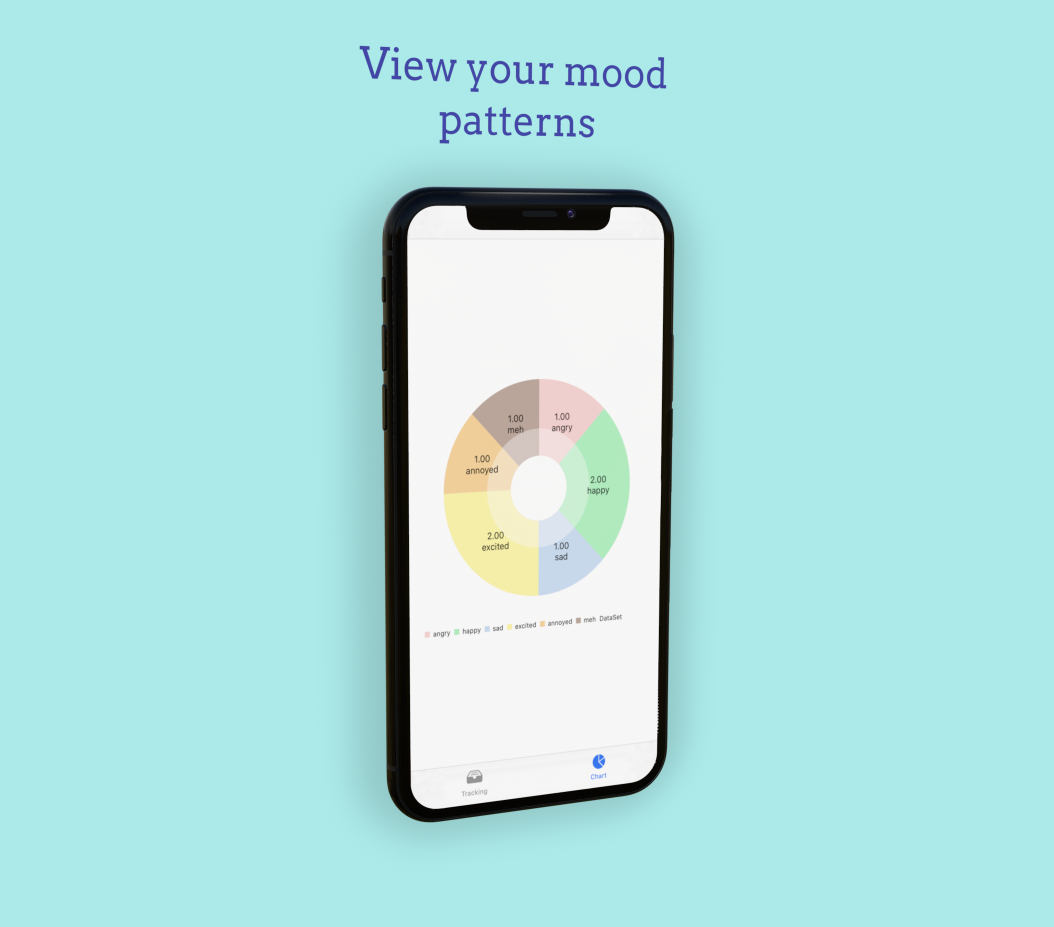 View your mood
patterns
1.00
meh
1.00
angry
1.00
annoyed
2.00
happy
2.00
excited
1.00
sad
angry happy sad excited annoyed meh DataSet
Tracking
Chart